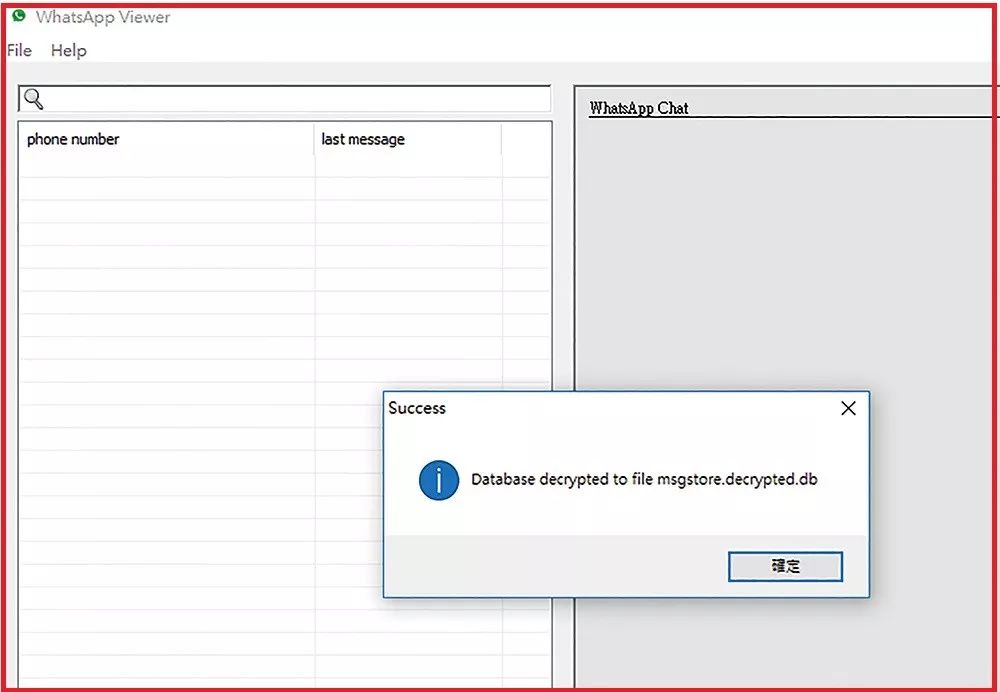 WhatsApp Viewer
File Help
WhatsApp Chat
phone number last message
Success
Database decrypted to file msgstore.decrypted.db
確定